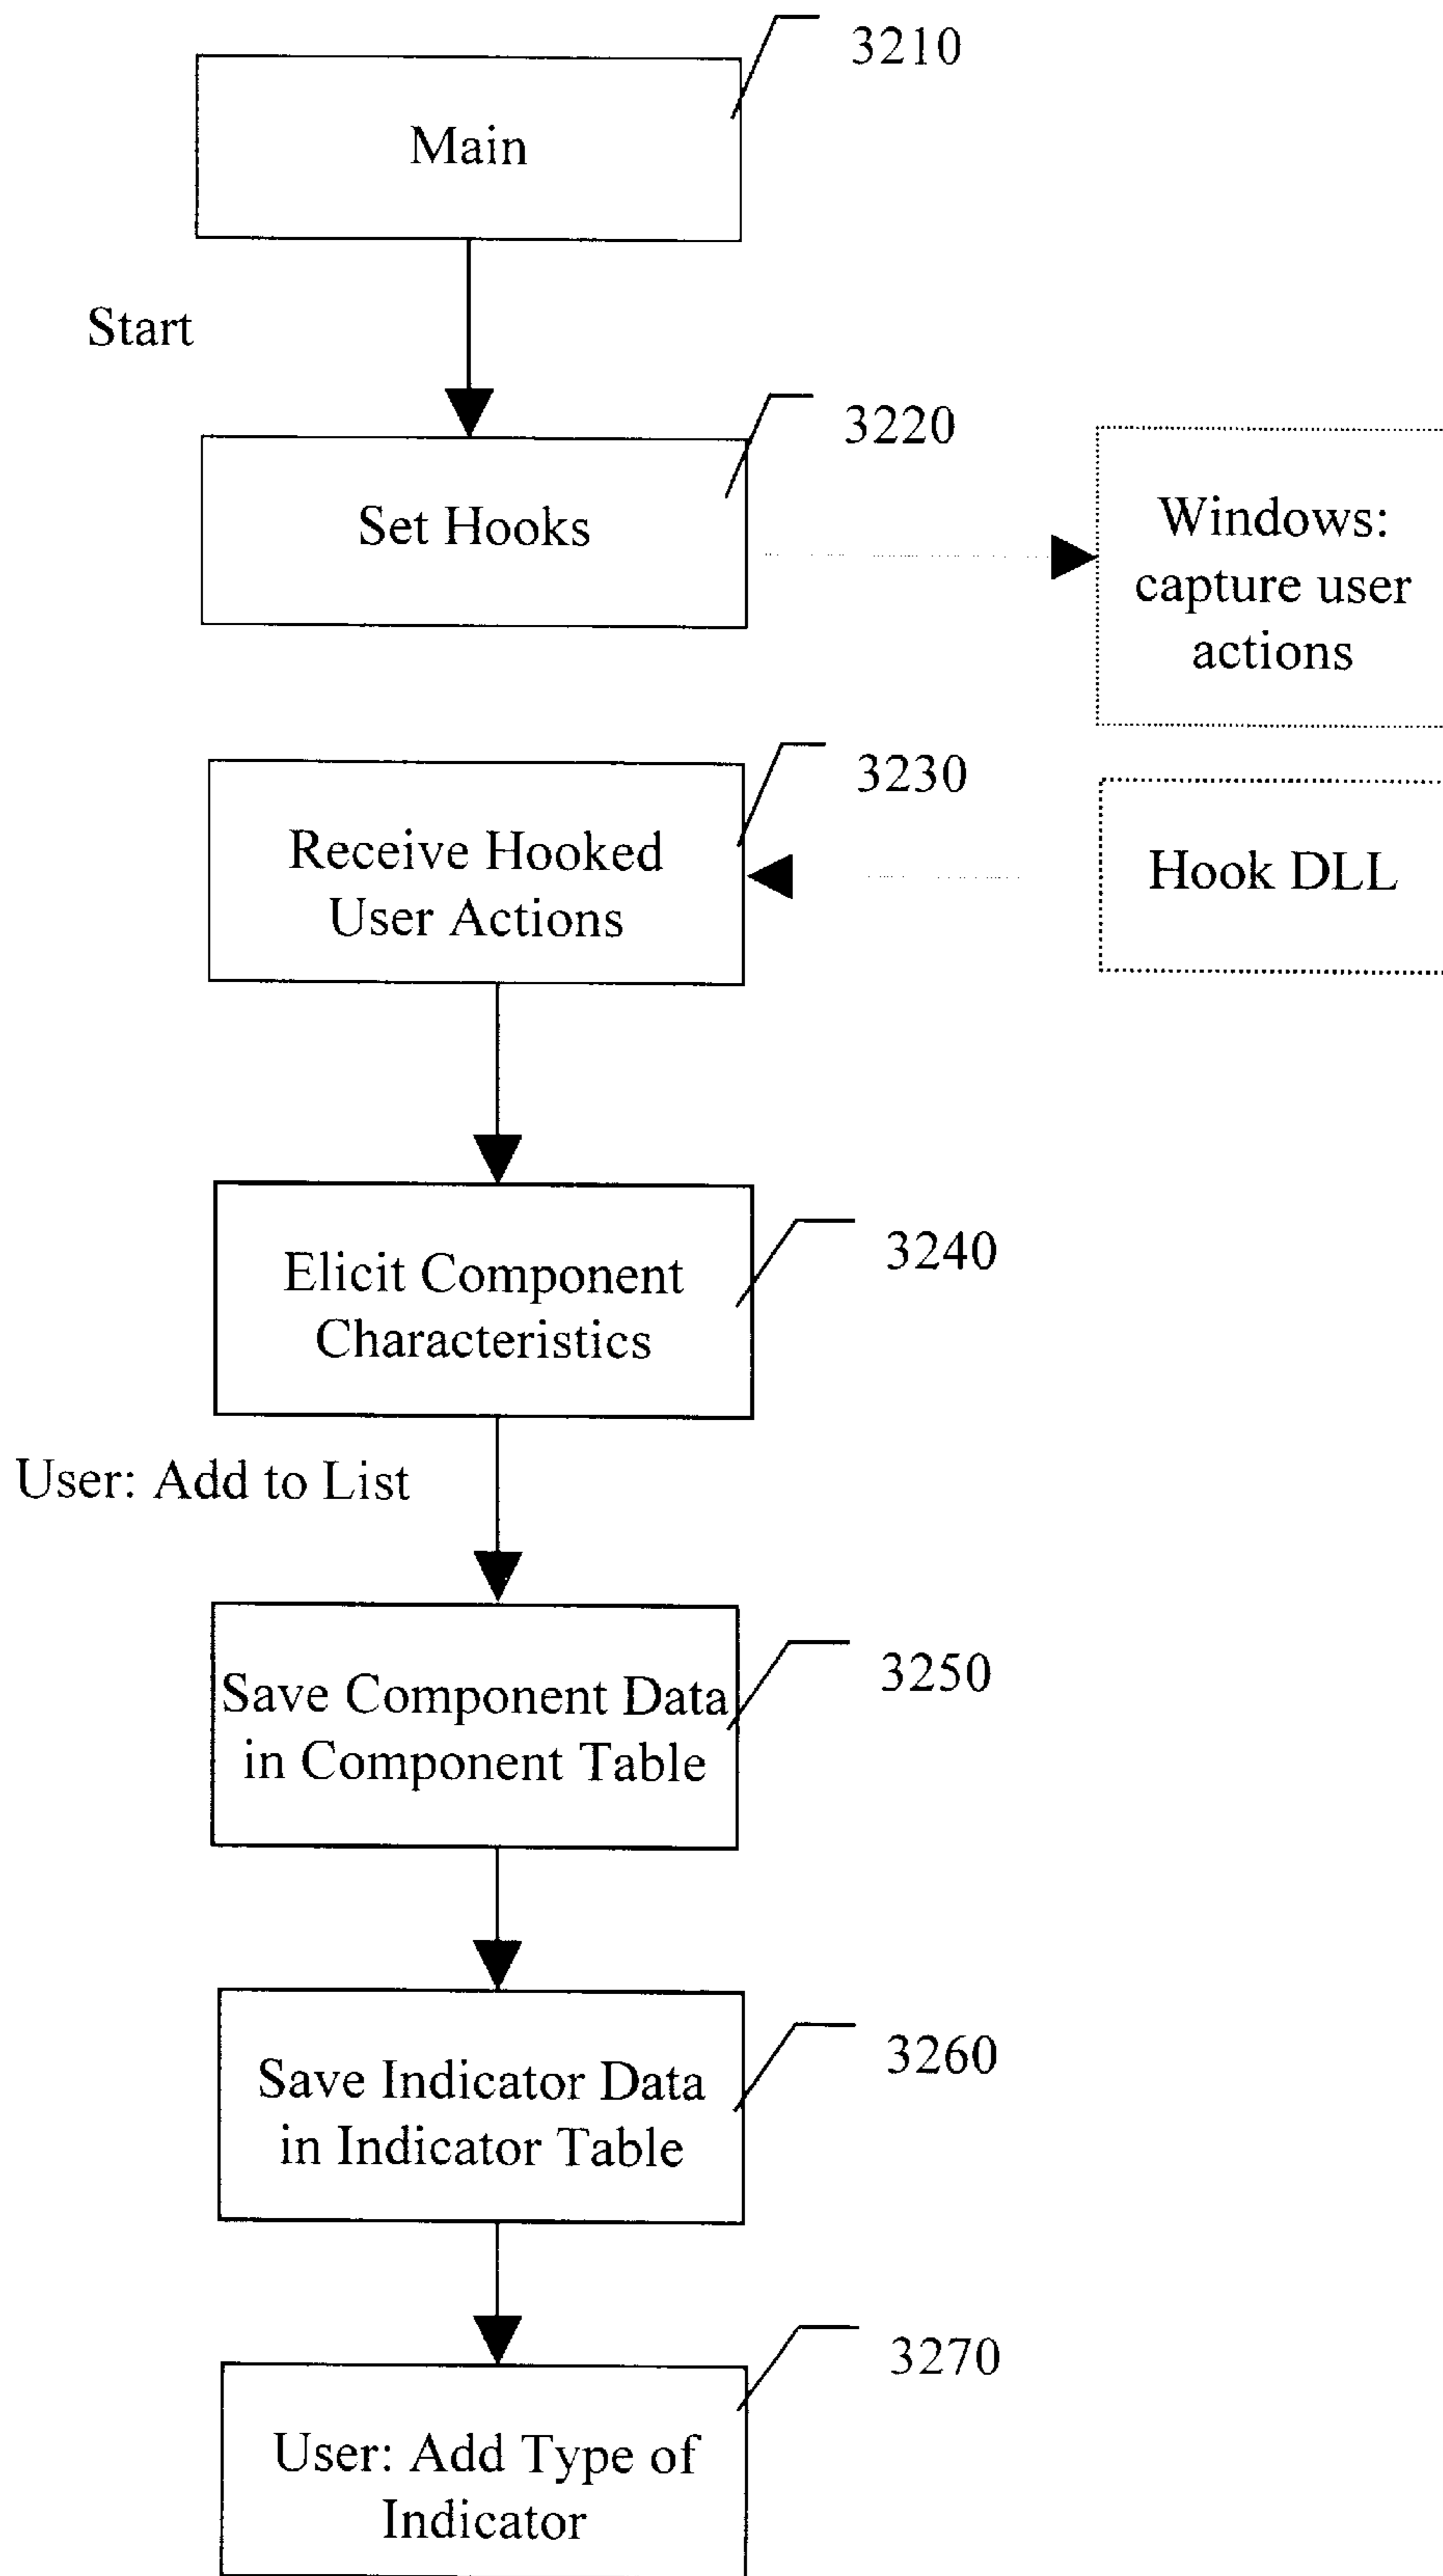 3210
Main
Start
3220
Set Hooks
Windows:
capture user
actions
3230
Receive Hooked
User Actions
Hook DLL
3240
Elicit Component
Characteristics
User: Add to List
3250
Save Component Data
in Component Table
3260
Save Indicator Data
in Indicator Table
3270
User: Add Type of
Indicator